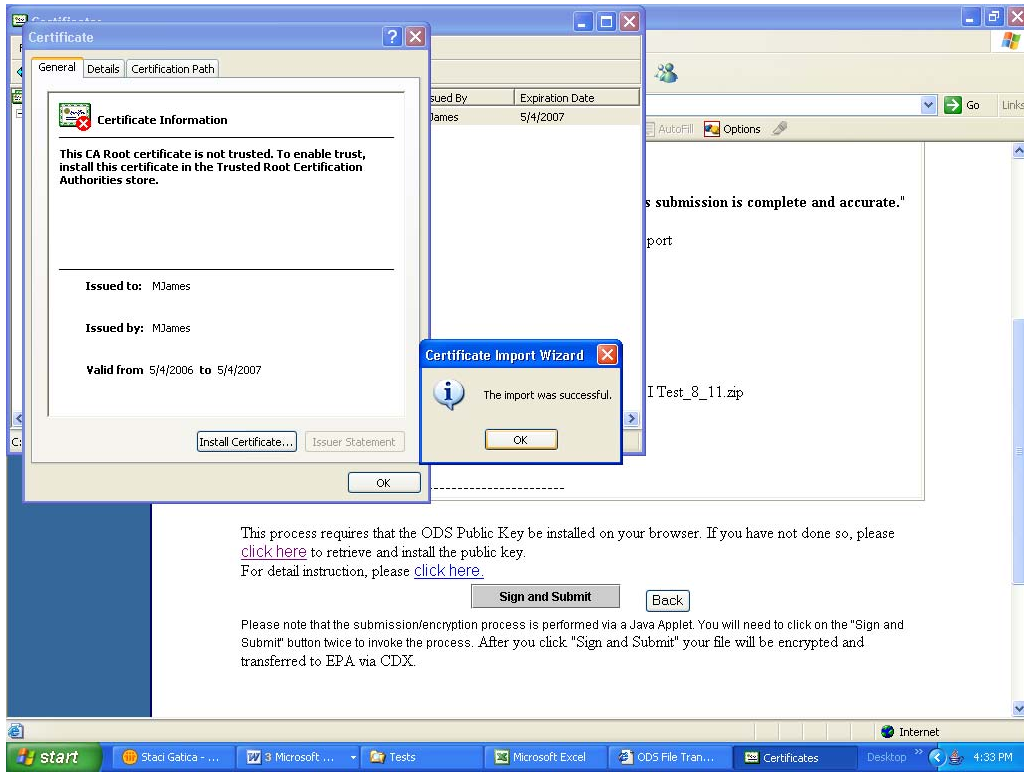 Certificates
Certificate
General
Details
Certification Path
Certificate Information
This CA Root certificate is not trusted. To enable trust,
install this certificate in the Trusted Root Certification
Authorities store.
Issued to: MJames
Issued by: MJames
Valid from 5/4/2006 to 5/4/2007
Install Certificate...
Issuer Statement
OK
sued By
Expiration Date
James
5/4/2007
Certificate Import Wizard
The import was successful.
OK
Go
Links
AutoFill
Options
s submission is complete and accurate."
port
I Test_8_11.zip
------------------------
This process requires that the ODS Public Key be installed on your browser. If you have not done so, please
click here to retrieve and install the public key.
For detail instruction, please click here.
Sign and Submit
Back
Please note that the submission/encryption process is performed via a Java Applet. You will need to click on the "Sign and
Submit" button twice to invoke the process. After you click "Sign and Submit" your file will be encrypted and
transferred to EPA via CDX.
Internet
start
Staci Gatica - ...
3 Microsoft ...
Tests
Microsoft Excel
ODS File Tran...
Certificates
Desktop
4:33 PM